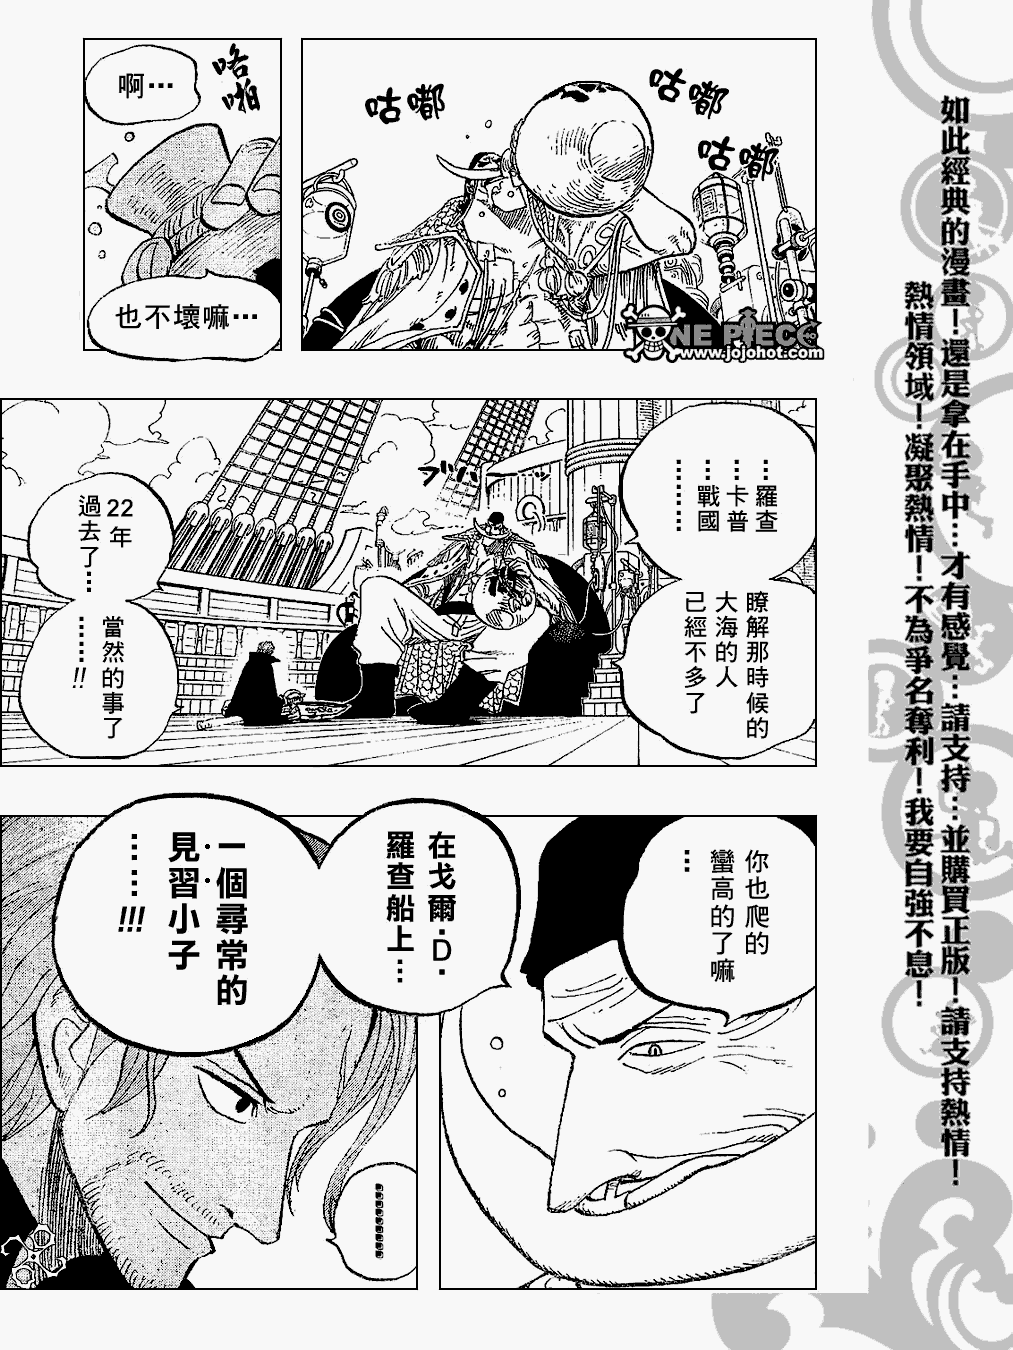 咕嘟
咕嘟
咕嘟
ONE PIECE
www.jojohot.com
咯啪
啊…
也不壞嘛…
…羅查
…卡普
…戰國
………
瞭解那時候的
大海的人
已經不多了
22年
過去了…
當然的事了
……!!
你也爬的
蠻高的了嘛
…
在戈爾·D·
羅查船上…
一個尋常的
見習小子
……!!!
如此經典的漫畫！還是拿在手中…才有感覺…請支持…並購買正版！請支持熱情！
熱情領域！凝聚熱情！不為爭名奪利！我要自強不息！